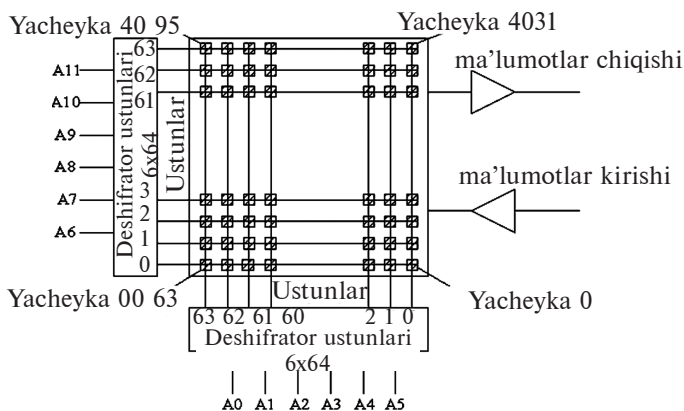 Yacheyka 40 95
Yacheyka 4031
63
62
61
3
2
1
0
A11
A10
A9
A8
A7
A6
Deshifrator ustunlari
6x64
Ustunlar
ma’lumotlar chiqishi
ma’lumotlar kirishi
Yacheyka 00 63
Ustunlar
Yacheyka 0
63 62 61 60 2 1 0
Deshifrator ustunlari
6x64
A0 A1 A2 A3 A4 A5